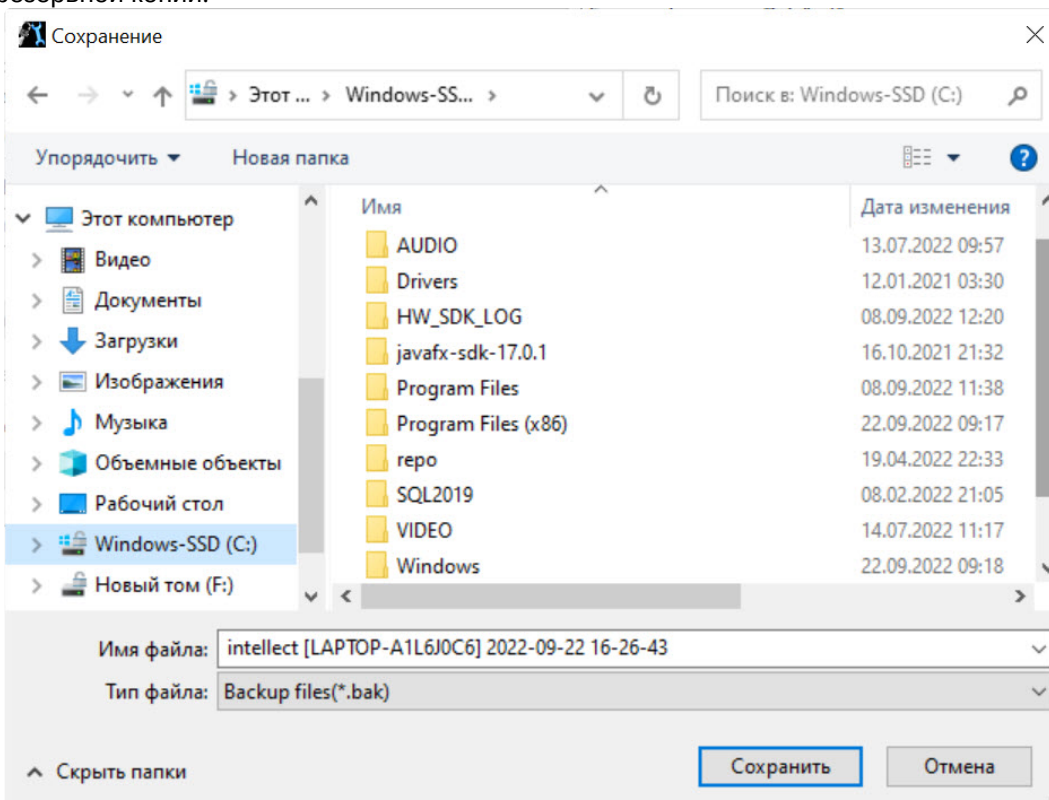 резервной копии.
Сохранение
Этот ... > Windows-SS... >
Поиск в: Windows-SSD (C:)
Упорядочить
Новая папка
Этот компьютер
Видео
Документы
Загрузки
Изображения
Музыка
Объемные объекты
Рабочий стол
Windows-SSD (C:)
Новый том (F:)
Имя Дата изменения
AUDIO 13.07.2022 09:57
Drivers 12.01.2021 03:30
HW_SDK_LOG 08.09.2022 12:20
javafx-sdk-17.0.1 16.10.2021 21:32
Program Files 08.09.2022 11:38
Program Files (x86) 22.09.2022 09:17
repo 19.04.2022 22:33
SQL2019 08.02.2022 21:05
VIDEO 14.07.2022 11:17
Windows 22.09.2022 09:18
Имя файла: intellect [LAPTOP-A1L6J0C6] 2022-09-22 16-26-43
Тип файла: Backup files(*.bak)
Скрыть папки
Сохранить
Отмена